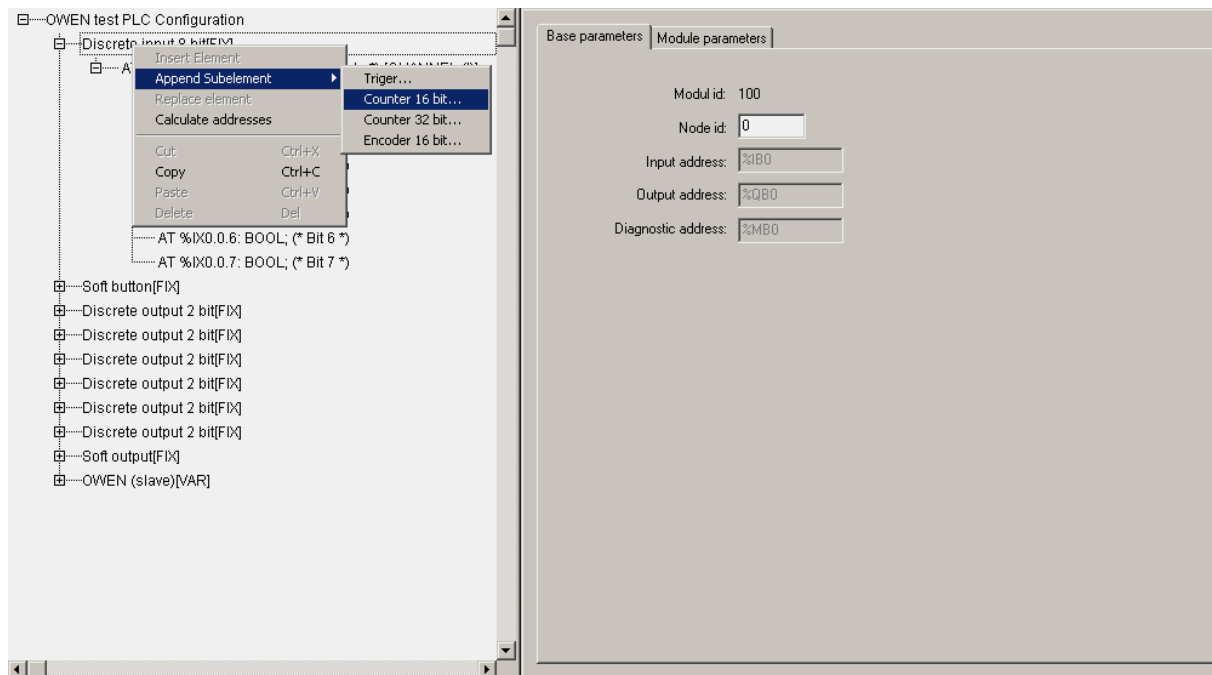 OWEN test PLC Configuration
Discrete input 8 bit[FIX]
Insert Element
Append Subelement
Replace element
Calculate addresses
Cut Ctrl+X
Copy Ctrl+C
Paste Ctrl+V
Delete Del
Triger...
Counter 16 bit...
Counter 32 bit...
Encoder 16 bit...
AT %IX0.0.6: BOOL; (* Bit 6 *)
AT %IX0.0.7: BOOL; (* Bit 7 *)
Soft button[FIX]
Discrete output 2 bit[FIX]
Discrete output 2 bit[FIX]
Discrete output 2 bit[FIX]
Discrete output 2 bit[FIX]
Discrete output 2 bit[FIX]
Discrete output 2 bit[FIX]
Soft output[FIX]
OWEN (slave)[VAR]
Base parameters Module parameters
Modul id: 100
Node id: 0
Input address: %IB0
Output address: %QB0
Diagnostic address: %MB0